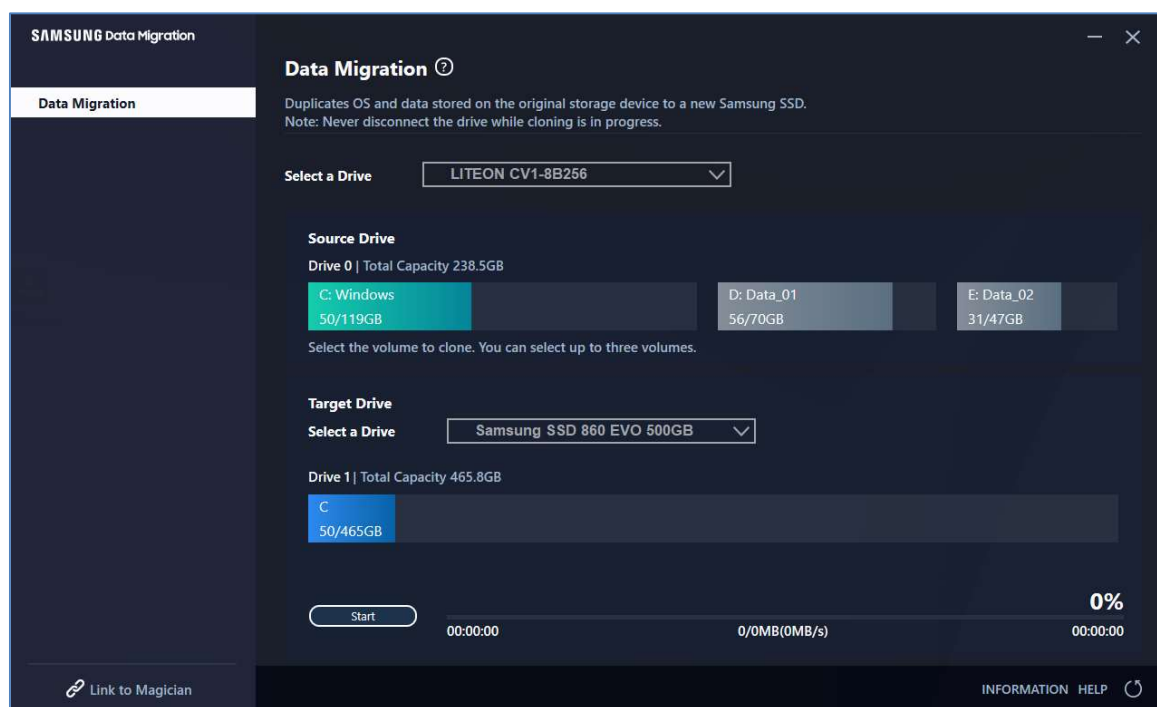 SAMSUNG Data Migration
Data Migration
Data Migration ?
Duplicates OS and data stored on the original storage device to a new Samsung SSD.
Note: Never disconnect the drive while cloning is in progress.
Select a Drive LITEON CV1-8B256
Source Drive
Drive 0 | Total Capacity 238.5GB
C: Windows D: Data_01 E: Data_02
50/119GB 56/70GB 31/47GB
Select the volume to clone. You can select up to three volumes.
Target Drive
Select a Drive Samsung SSD 860 EVO 500GB
Drive 1 | Total Capacity 465.8GB
C
50/465GB
0%
Start
00:00:00 0/0MB(0MB/s) 00:00:00
Link to Magician INFORMATION HELP